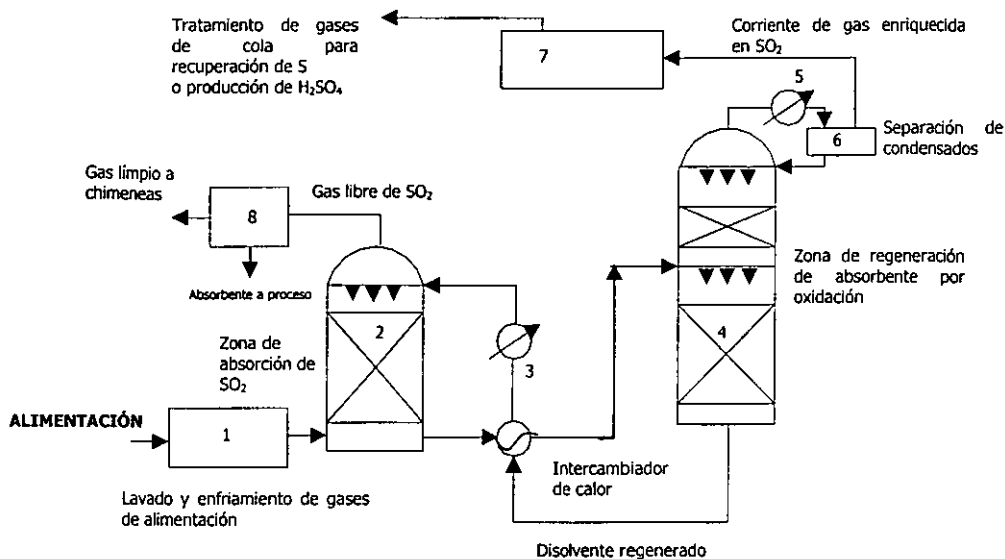 Tratamiento de gases
de cola para
recuperación de S
o producción de H₂SO₄
7
Corriente de gas enriquecida
en SO₂
5
6
Separación de
condensados
Gas límpio a
chimeneas
8
Gas libre de SO₂
Absorbente a proceso
Zona de regeneración
de absorbente por
oxidación
2
4
3
Zona de
absorción de
SO₂
ALIMENTACIÓN
1
Lavado y enfriamiento de gases
de alimentación
Intercambiador
de calor
Disolvente regenerado